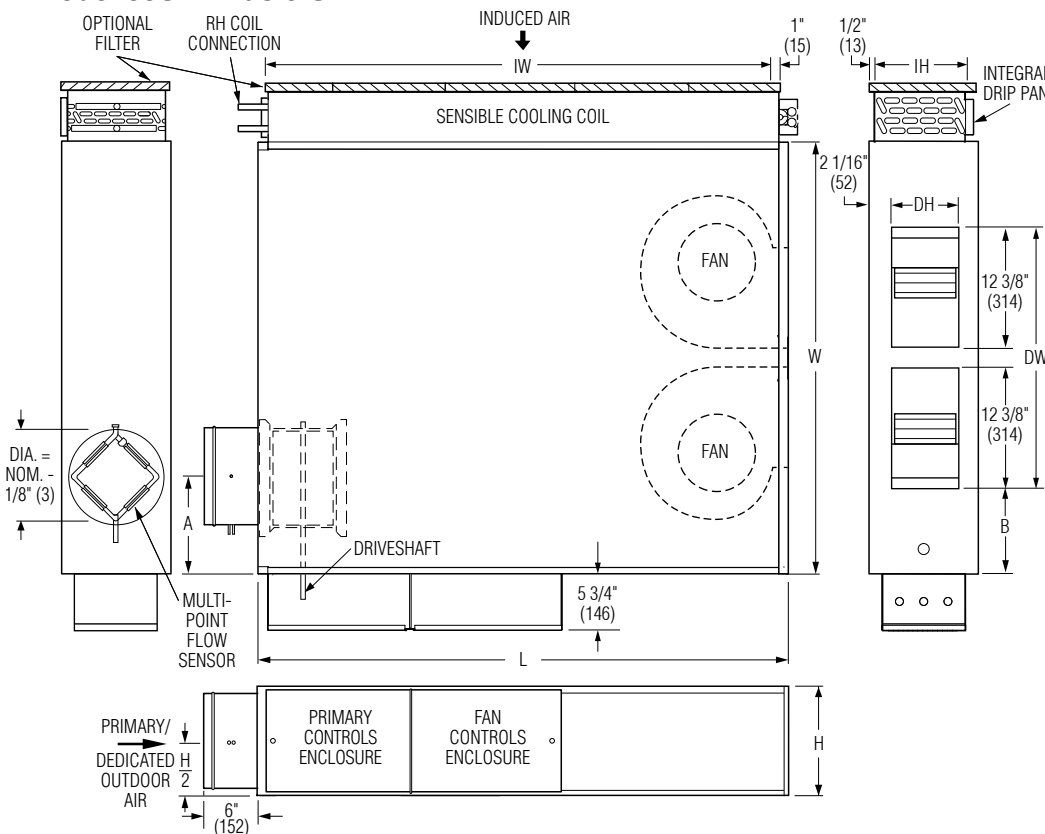 OPTIONAL
FILTER
RH COIL
CONNECTION
INDUCED AIR
1"
(15)
1/2"
(13)
IW
IH
INTEGRAL
DRIP PAN
SENSIBLE COOLING COIL
2 1/16"
(52)
DH
FAN
12 3/8"
(314)
W
DW
12 3/8"
(314)
FAN
DIA. =
NOM. -
1/8" (3)
A
B
DRIVESHAFT
5 3/4"
(146)
MULTI-
POINT
FLOW
SENSOR
L
PRIMARY/
DEDICATED
OUTDOOR
AIR
H
2
PRIMARY
CONTROLS
ENCLOSURE
FAN
CONTROLS
ENCLOSURE
H
6"
(152)